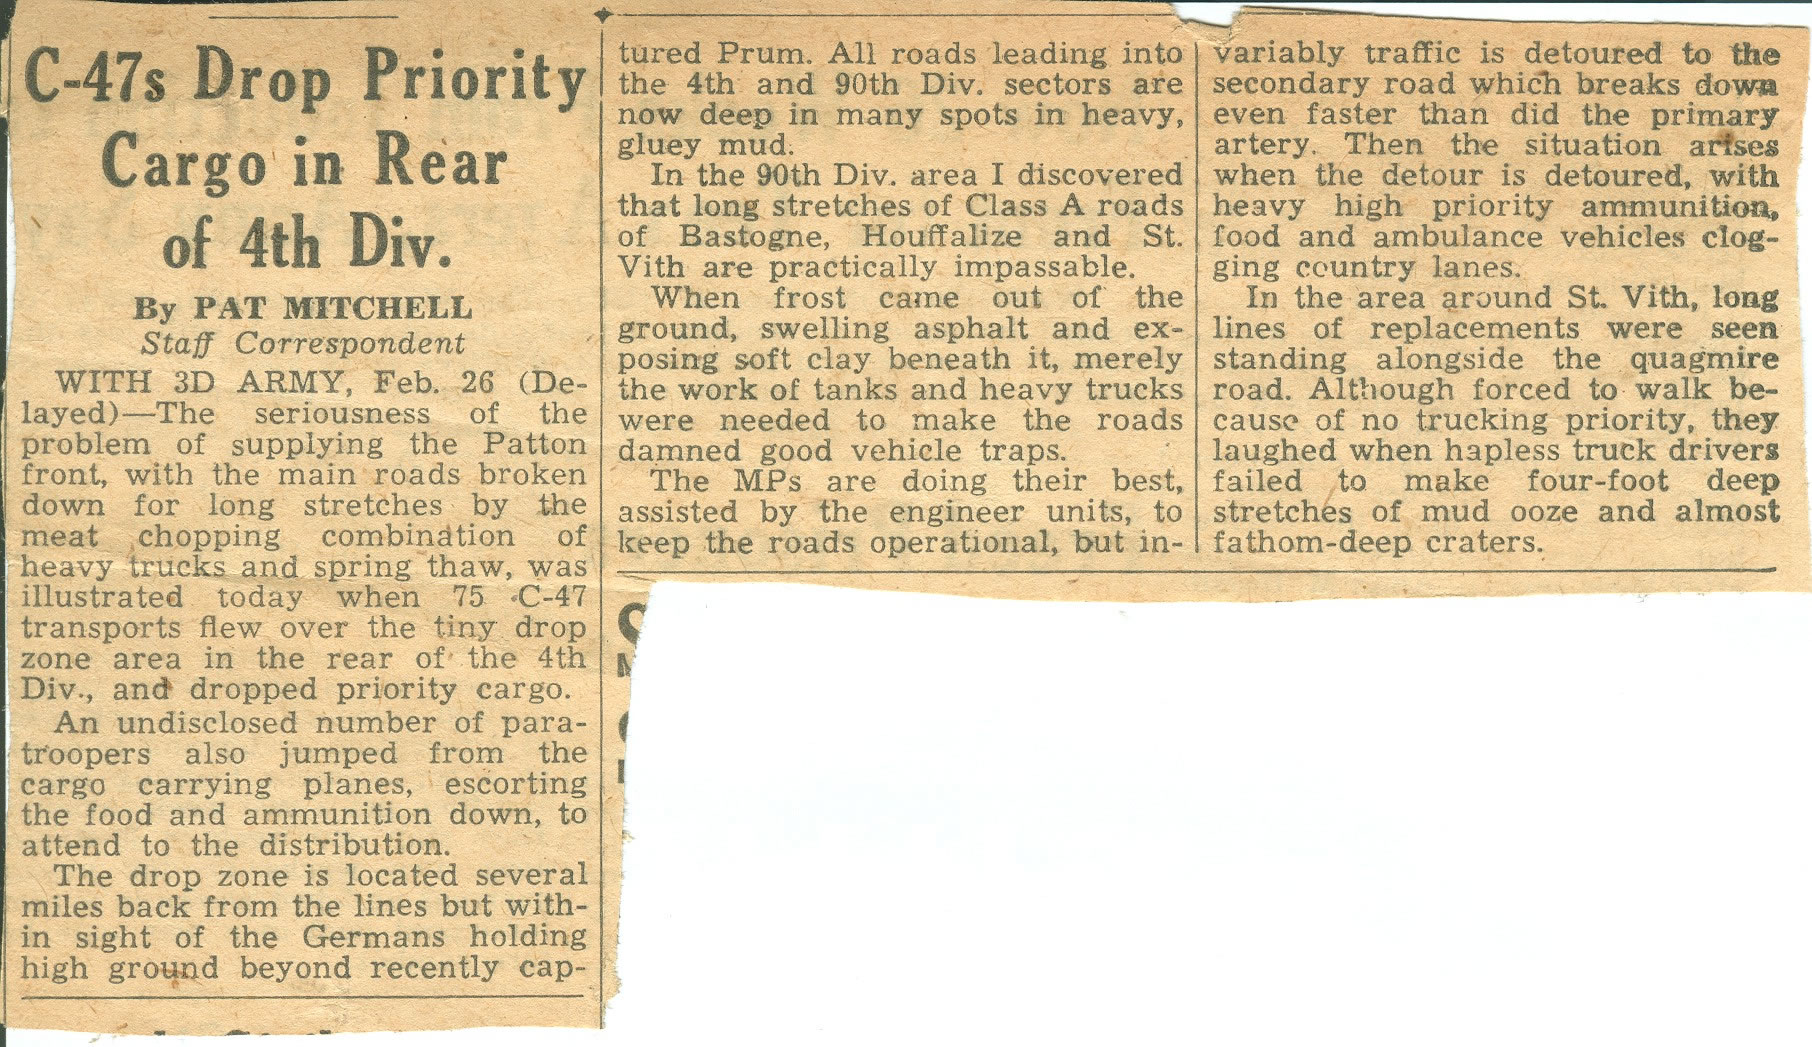 C-47s Drop Priority
Cargo in Rear
of 4th Div.
By PAT MITCHELL
Staff Correspondent
WITH 3D ARMY, Feb. 26 (De-
layed)—The seriousness of the
problem of supplying the Patton
front, with the main roads broken
down for long stretches by the
meat chopping combination of
heavy trucks and spring thaw, was
illustrated today when 75 C-47
transports flew over the tiny drop
zone area in the rear of the 4th
Div., and dropped priority cargo.
An undisclosed number of para-
troopers also jumped from the
cargo carrying planes, escorting
the food and ammunition down, to
attend to the distribution.
The drop zone is located several
miles back from the lines but with-
in sight of the Germans holding
high ground beyond recently cap-
tured Prum. All roads leading into
the 4th and 90th Div. sectors are
now deep in many spots in heavy,
gluey mud.
In the 90th Div. area I discovered
that long stretches of Class A roads
of Bastogne, Houffalize and St.
Vith are practically impassable.
When frost came out of the
ground, swelling asphalt and ex-
posing soft clay beneath it, merely
the work of tanks and heavy trucks
were needed to make the roads
damned good vehicle traps.
The MPs are doing their best,
assisted by the engineer units, to
keep the roads operational, but in-
variably traffic is detoured to the
secondary road which breaks down
even faster than did the primary
artery. Then the situation arises
when the detour is detoured, with
heavy high priority ammunition,
food and ambulance vehicles clog-
ging country lanes.
In the area around St. Vith, long
lines of replacements were seen
standing alongside the quagmire
road. Although forced to walk be-
cause of no trucking priority, they
laughed when hapless truck drivers
failed to make four-foot deep
stretches of mud ooze and almost
fathom-deep craters.